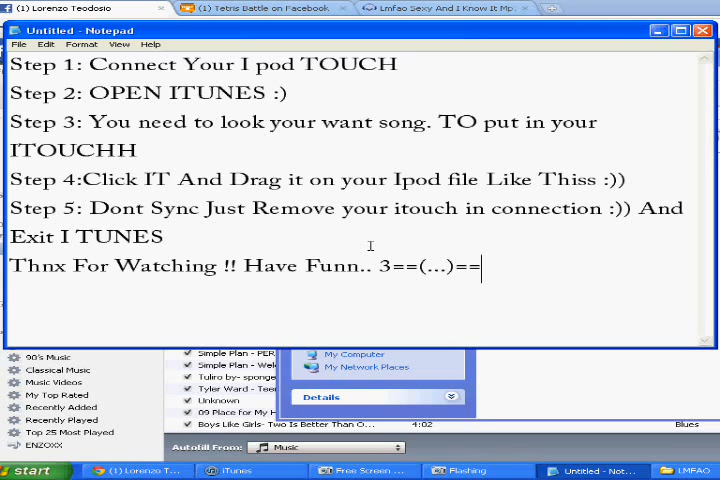 (1) Lorenzo Teodosio
(1) Tetris Battle on Facebook
Lmfao Sexy And I Know It Mp...
Untitled - Notepad
File Edit Format View Help
Step 1: Connect Your I pod TOUCH
Step 2: OPEN ITUNES :)
Step 3: You need to look your want song. TO put in your
ITOUCHH
Step 4:Click IT And Drag it on your Ipod file Like Thiss :))
Step 5: Dont Sync Just Remove your itouch in connection :)) And
Exit I TUNES
Thnx For Watching !! Have Funn.. 3==(...)==
90's Music
Classical Music
Music Videos
My Top Rated
Recently Added
Recently Played
Top 25 Most Played
ENZOXX
Simple Plan - PER
Simple Plan - Welc
Tuliro by- sponge
Tyler Ward - Teen
Unknown
09 Place for My H
Boys Like Girls- Two Is Better Than O... 4:02 Blues
My Computer
My Network Places
Details
Autofill From: Music
start (1) Lorenzo T... iTunes Free Screen ... Flashing Untitled - Not... LMFAO